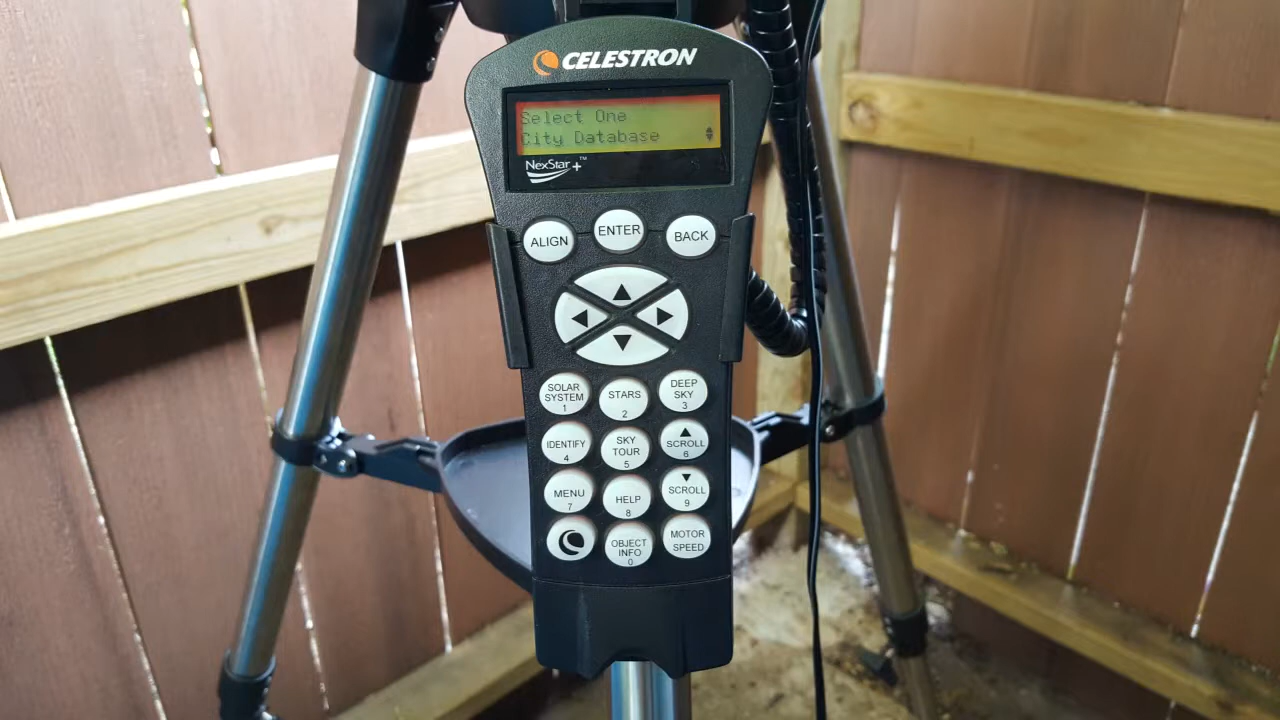 CELESTRON
Select One
City Database
NexStar+™
ALIGN
ENTER
BACK
SOLAR
SYSTEM
1
STARS
2
DEEP
SKY
3
IDENTIFY
4
SKY
TOUR
5
SCROLL
6
MENU
7
HELP
8
SCROLL
9
OBJECT
INFO
0
MOTOR
SPEED